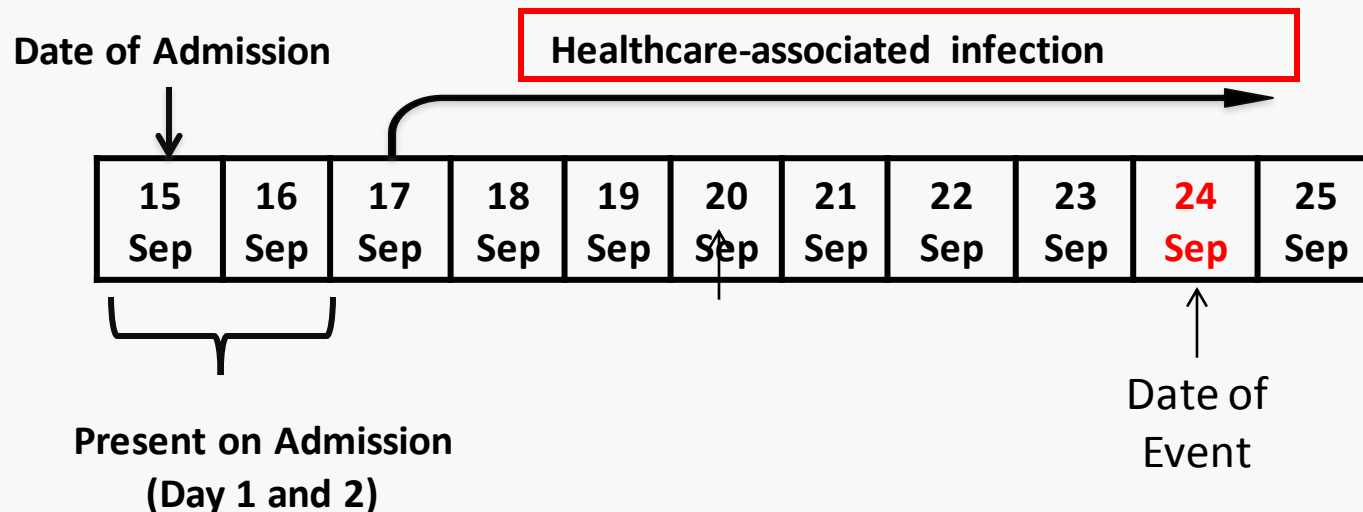 Date of Admission
Healthcare-associated infection
15 16 17 18 19 20 21 22 23 24 25
Sep Sep Sep Sep Sep Sep Sep Sep Sep Sep Sep
Present on Admission
(Day 1 and 2)
Date of
Event